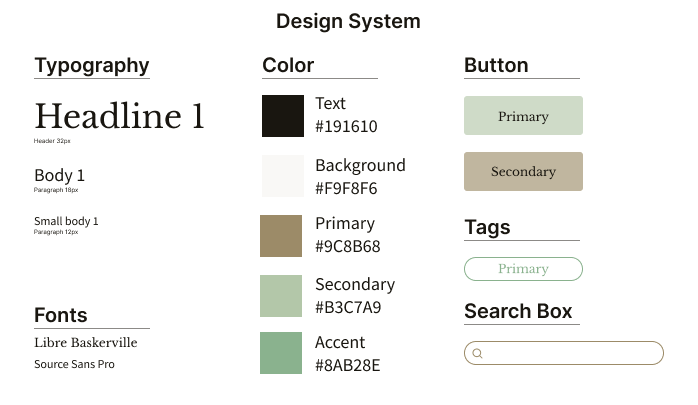 Design System
Typography
Headline 1
Header 32px
Body 1
Paragraph 18px
Small body 1
Paragraph 12px
Fonts
Libre Baskerville
Source Sans Pro
Color
Text
#191610
Background
#F9F8F6
Primary
#9C8B68
Secondary
#B3C7A9
Accent
#8AB28E
Button
Primary
Secondary
Tags
Primary
Search Box